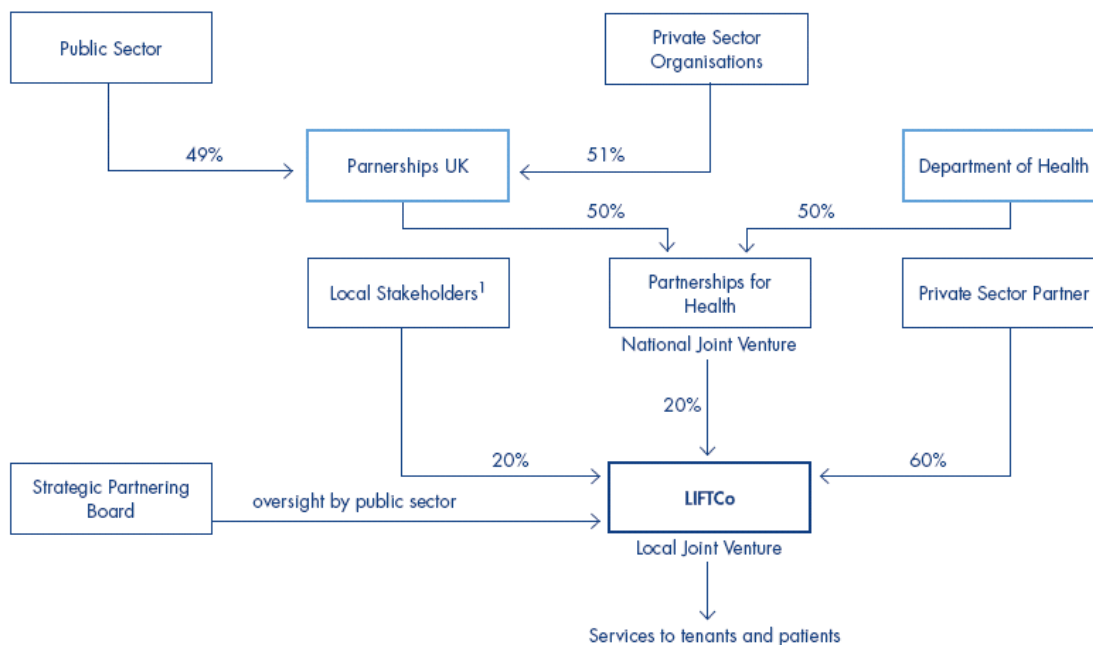 Public Sector
Private Sector
Organisations
49%
Parnerships UK
51%
Department of Health
50%
50%
Local Stakeholders¹
Partnerships for
Health
Private Sector Partner
National Joint Venture
20%
20%
60%
Strategic Partnering
Board
oversight by public sector
LIFTCo
Local Joint Venture
Services to tenants and patients